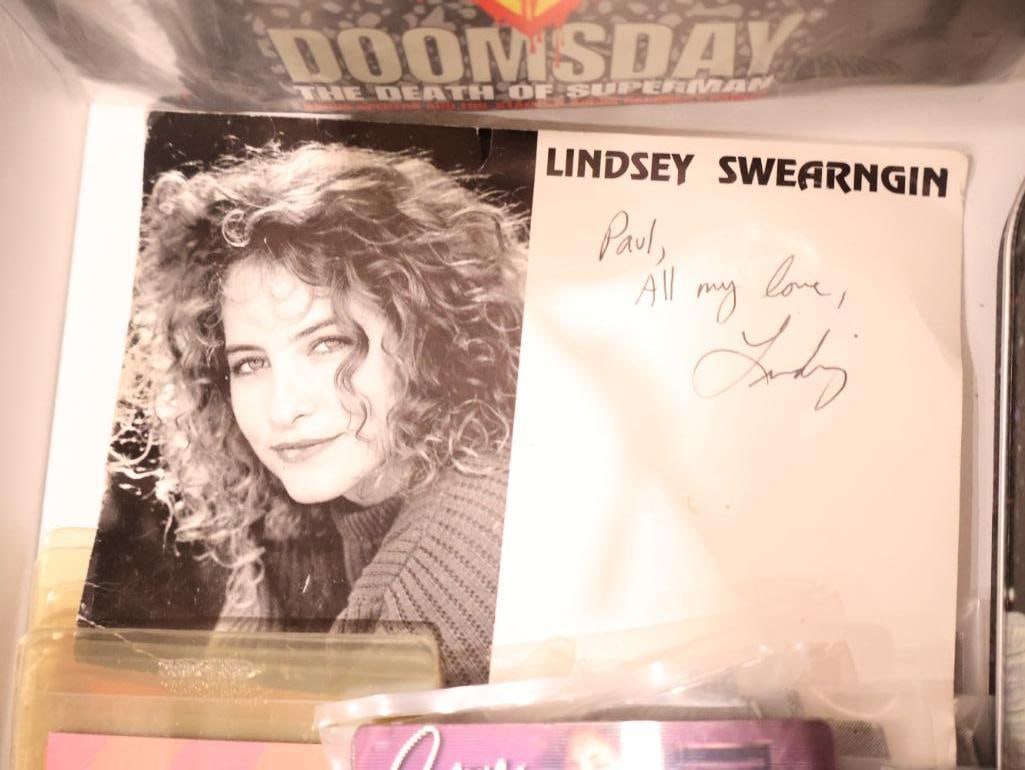 DOOMSDAY
THE DEATH OF SUPERMAN
LINDSEY SWEARNGIN
Paul,
All my love,
Lindsey